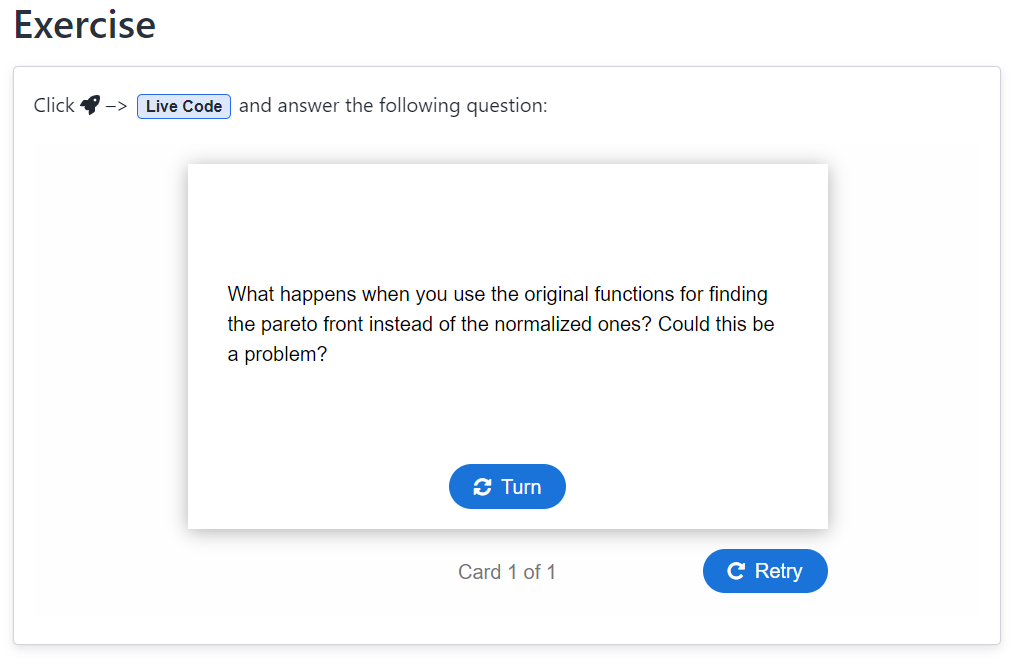 Exercise
Click –> Live Code and answer the following question:
What happens when you use the original functions for finding
the pareto front instead of the normalized ones? Could this be
a problem?
Turn
Card 1 of 1
Retry